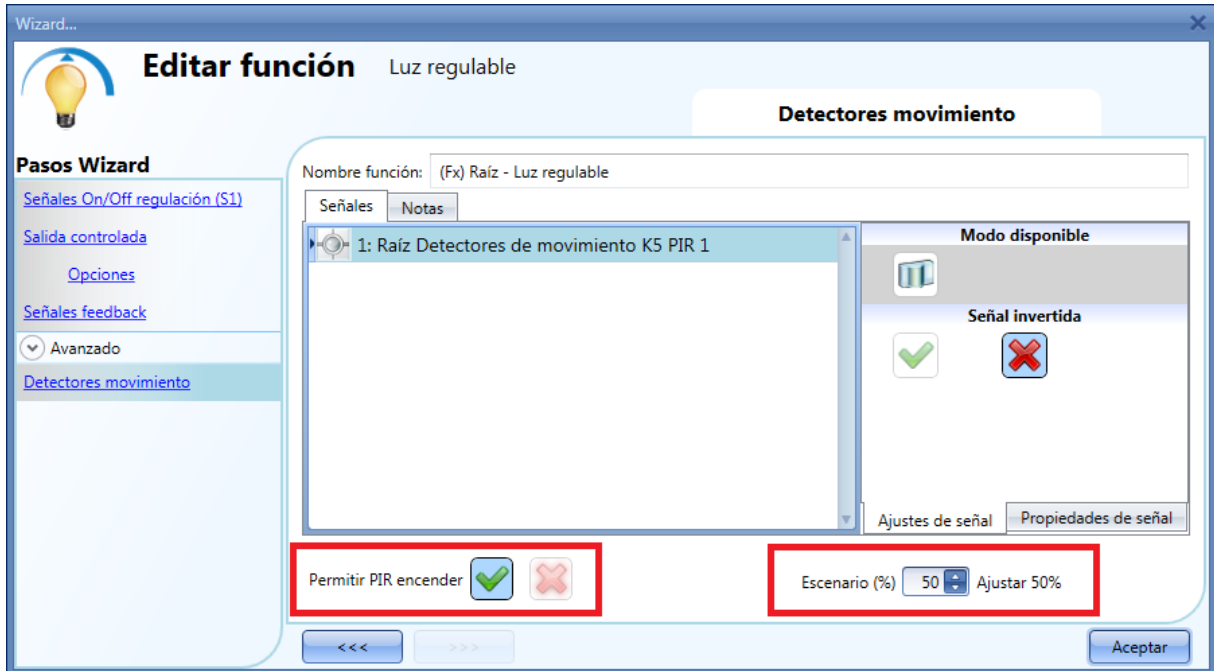 Wizard...
Editar función Luz regulable
Detectores movimiento
Pasos Wizard
Señales On/Off regulación (S1)
Salida controlada
Opciones
Señales feedback
Avanzado
Detectores movimiento
Nombre función: (Fx) Raíz - Luz regulable
Señales Notas
1: Raíz Detectores de movimiento K5 PIR 1
Modo disponible
Señal invertida
Ajustes de señal Propiedades de señal
Permitir PIR encender
Escenario (%) 50 Ajustar 50%
<<< >>> Aceptar